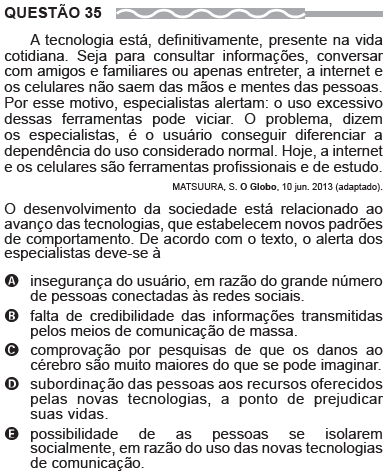 QUESTÃO 35
A tecnologia está, definitivamente, presente na vida
cotidiana. Seja para consultar informações, conversar
com amigos e familiares ou apenas entreter, a internet e
os celulares não saem das mãos e mentes das pessoas.
Por esse motivo, especialistas alertam: o uso excessivo
dessas ferramentas pode viciar. O problema, dizem
os especialistas, é o usuário conseguir diferenciar a
dependência do uso considerado normal. Hoje, a internet
e os celulares são ferramentas profissionais e de estudo.
MATSUURA, S. O Globo, 10 jun. 2013 (adaptado).
O desenvolvimento da sociedade está relacionado ao
avanço das tecnologias, que estabelecem novos padrões
de comportamento. De acordo com o texto, o alerta dos
especialistas deve-se à
A insegurança do usuário, em razão do grande número
de pessoas conectadas às redes sociais.
B falta de credibilidade das informações transmitidas
pelos meios de comunicação de massa.
C comprovação por pesquisas de que os danos ao
cérebro são muito maiores do que se pode imaginar.
D subordinação das pessoas aos recursos oferecidos
pelas novas tecnologias, a ponto de prejudicar
suas vidas.
E possibilidade de as pessoas se isolarem
socialmente, em razão do uso das novas tecnologias
de comunicação.